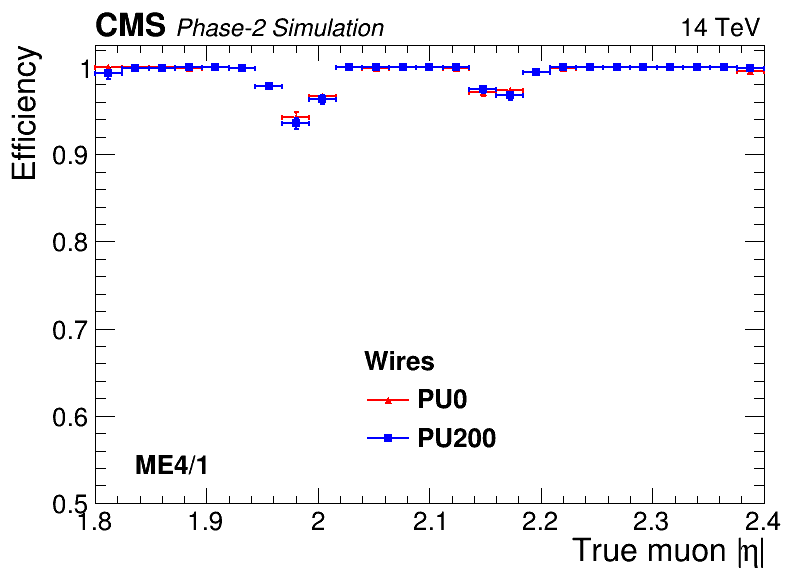 CMS Phase-2 Simulation 14 TeV
Efficiency
1
0.9
0.8
0.7
0.6
0.5
Wires
PU0
PU200
ME4/1
1.8 1.9 2 2.1 2.2 2.3 2.4
True muon |η|